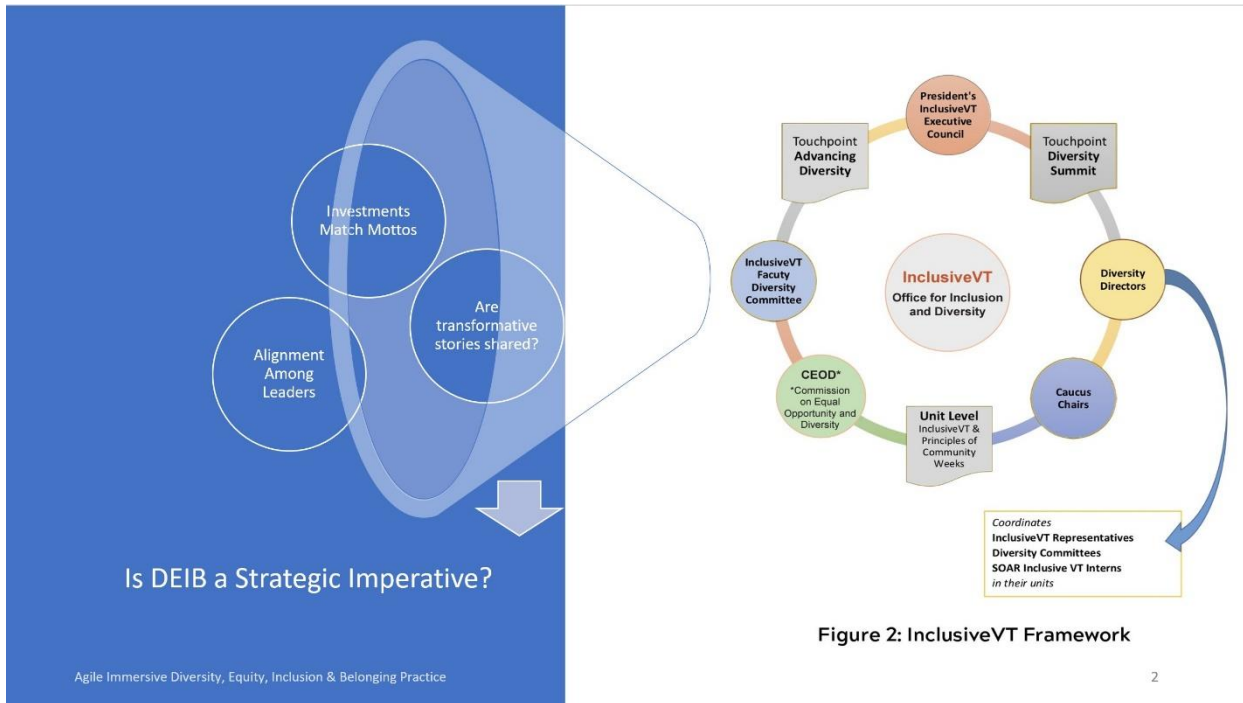 Investments
Match Mottos
Are
transformative
stories shared?
Alignment
Among
Leaders
Is DEIB a Strategic Imperative?
Agile Immersive Diversity, Equity, Inclusion & Belonging Practice
President's
InclusiveVT
Executive
Council
Touchpoint
Advancing
Diversity
Touchpoint
Diversity
Summit
InclusiveVT
Facuty
Diversity
Committee
InclusiveVT
Office for Inclusion
and Diversity
Diversity
Directors
CEOD*
*Commission
on Equal
Opportunity and
Diversity
Unit Level
InclusiveVT &
Principles of
Community
Weeks
Caucus
Chairs
Coordinates
InclusiveVT Representatives
Diversity Committees
SOAR Inclusive VT Interns
in their units
Figure 2: InclusiveVT Framework
2